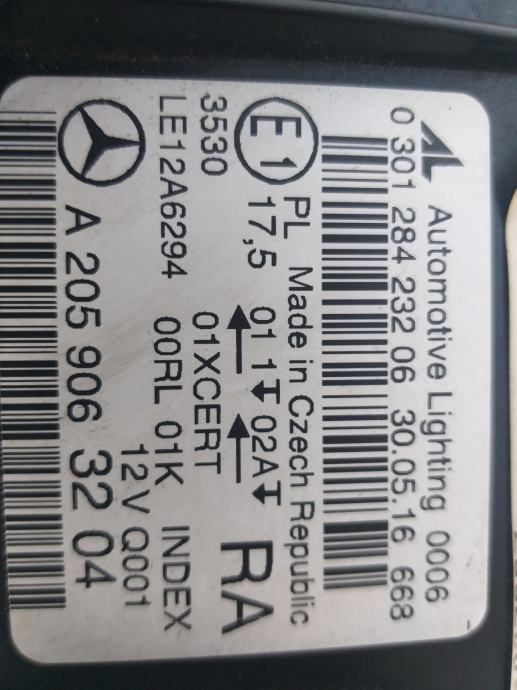 Automotive Lighting 0006
0 301 284 232 06 30.05.16 668
PL Made in Czech Republic
E1 17,5 01 1 02A RA
3530 01XCERT
LE12A6294 00RL 01K INDEX
12V Q001
A 205 906 32 04